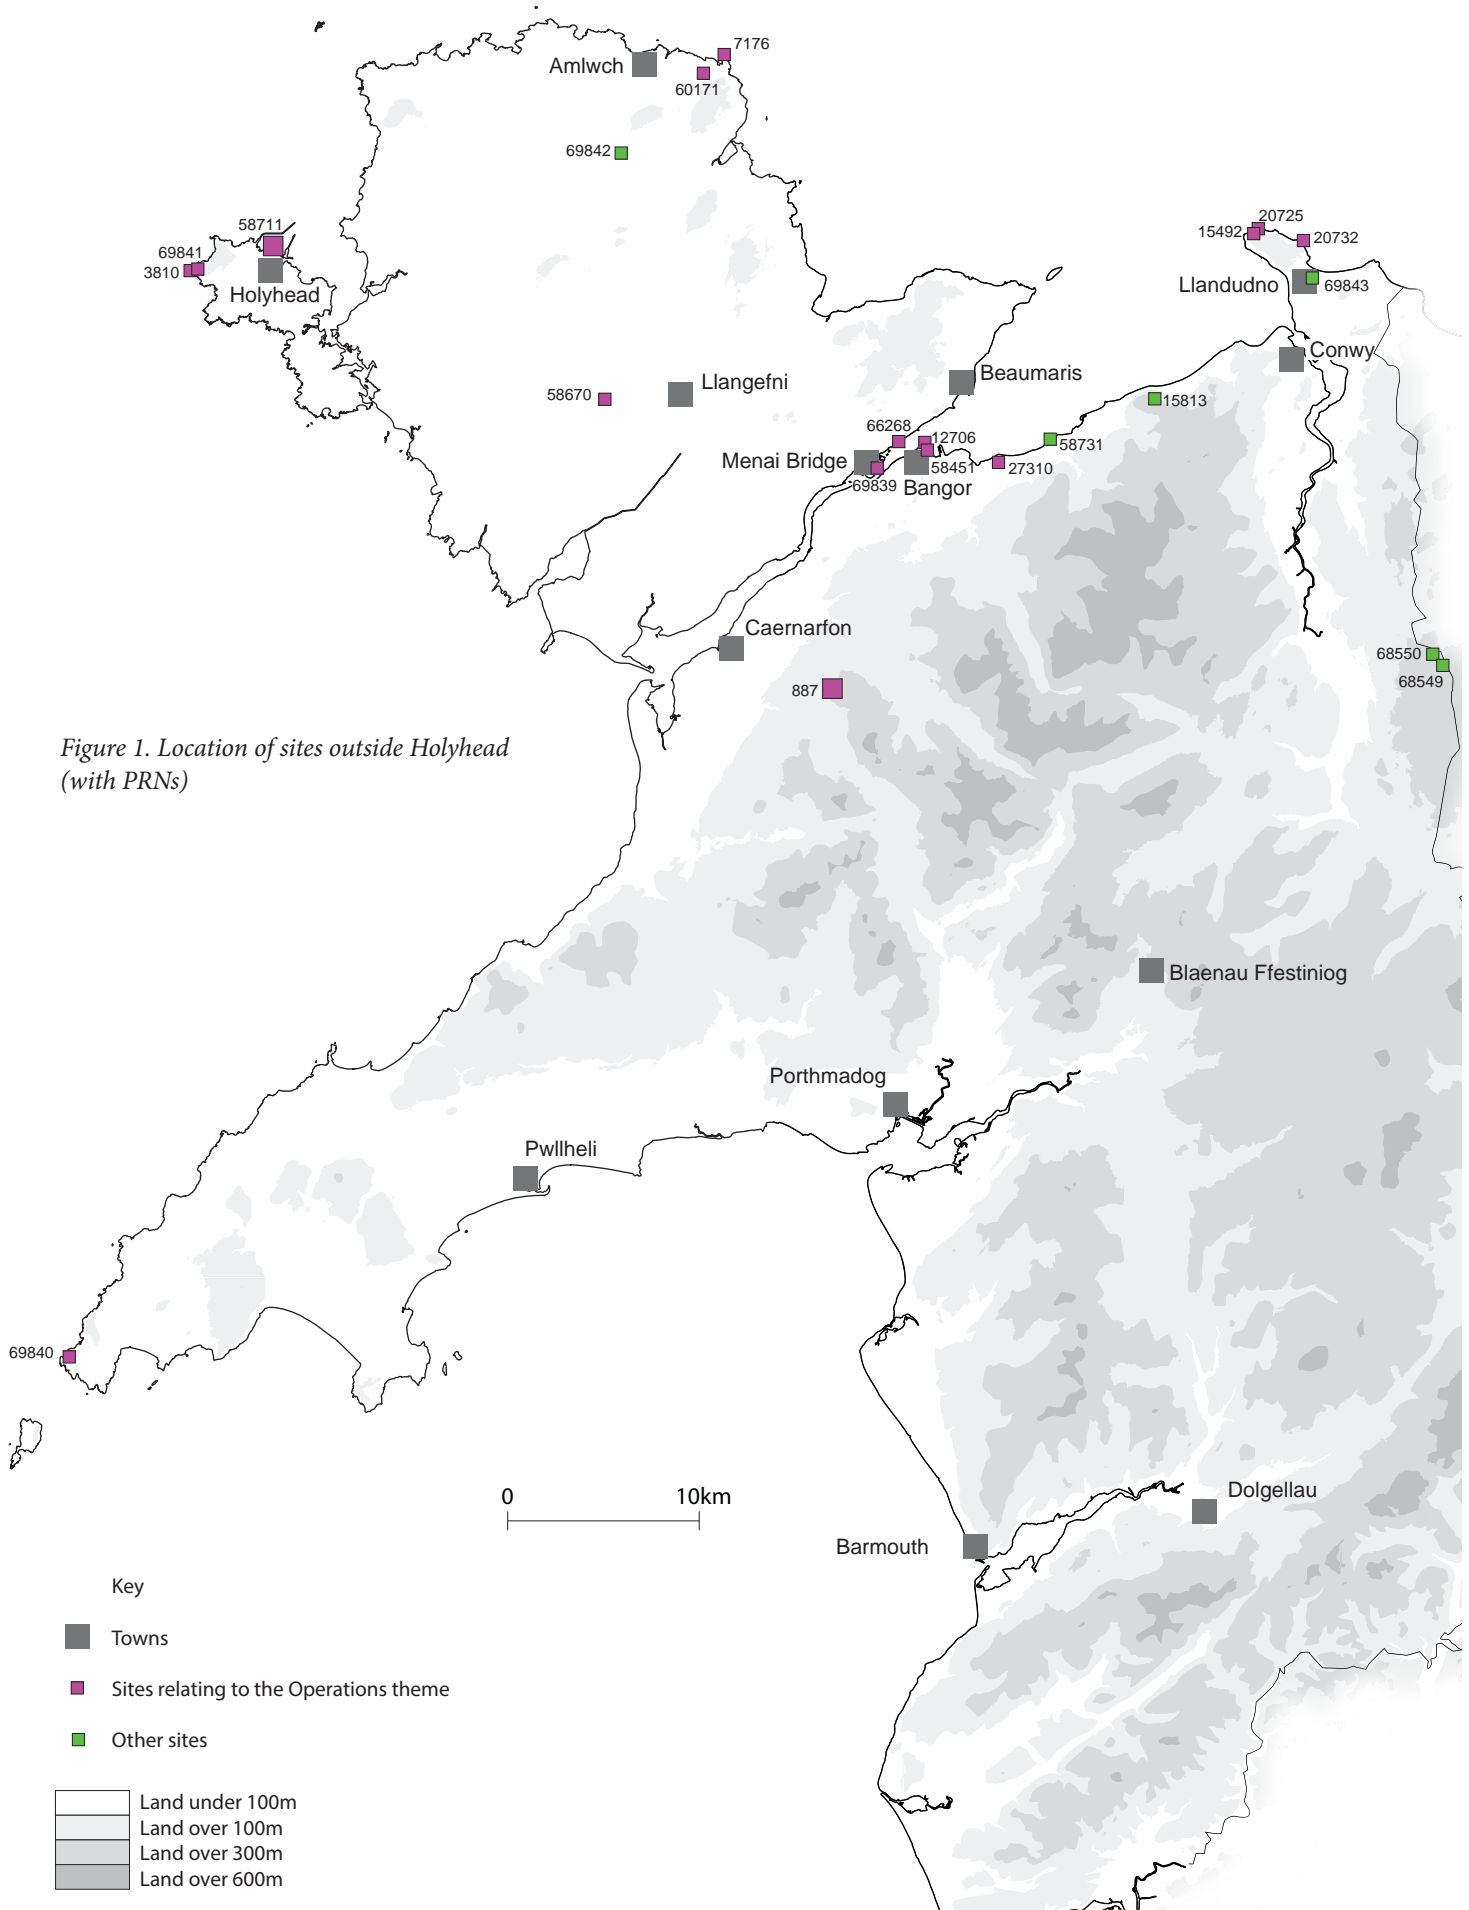 7176
Amlwch
60171
69842
20725
58711
15492
20732
69841
3810
Llandudno
69843
Holyhead
Conwy
Beaumaris
Llangefni
58670
15813
66268
12706
58731
Menai Bridge
58451
27310
69839
Bangor
Caernarfon
68550
68549
887
Figure 1. Location of sites outside Holyhead
(with PRNs)
Blaenau Ffestiniog
Porthmadog
Pwllheli
69840
0 10km
Dolgellau
Barmouth
Key
Towns
Sites relating to the Operations theme
Other sites
Land under 100m
Land over 100m
Land over 300m
Land over 600m